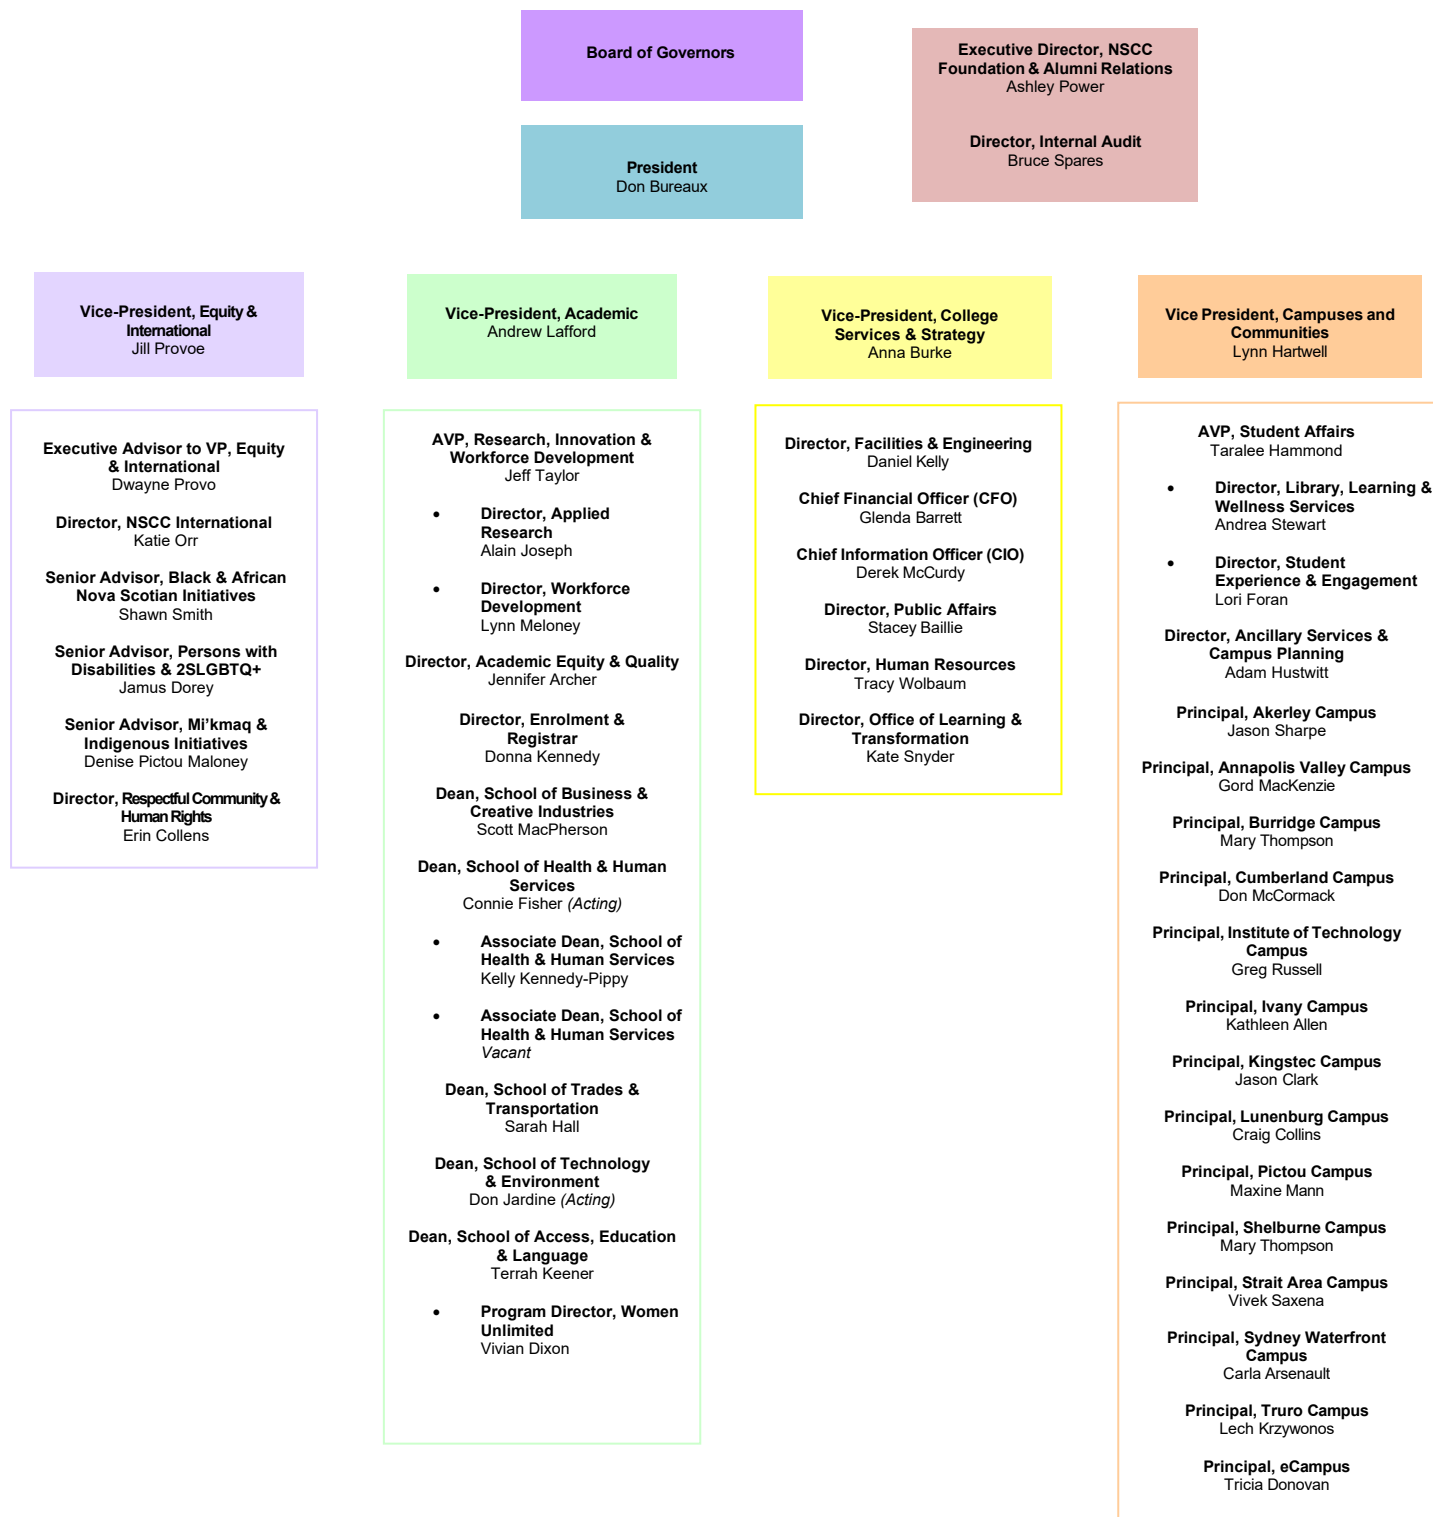 Board of Governors
Executive Director, NSCC
Foundation & Alumni Relations
Ashley Power
Director, Internal Audit
Bruce Spares
President
Don Bureaux
Vice-President, Equity &
International
Jill Provoe
Executive Advisor to VP, Equity
& International
Dwayne Provo
Director, NSCC International
Katie Orr
Senior Advisor, Black & African
Nova Scotian Initiatives
Shawn Smith
Senior Advisor, Persons with
Disabilities & 2SLGBTQ+
Jamus Dorey
Senior Advisor, Mi’kmaq &
Indigenous Initiatives
Denise Pictou Maloney
Director, Respectful Community &
Human Rights
Erin Collens
Vice-President, Academic
Andrew Lafford
AVP, Research, Innovation &
Workforce Development
Jeff Taylor
• Director, Applied
Research
Alain Joseph
• Director, Workforce
Development
Lynn Meloney
Director, Academic Equity & Quality
Jennifer Archer
Director, Enrolment &
Registrar
Donna Kennedy
Dean, School of Business &
Creative Industries
Scott MacPherson
Dean, School of Health & Human
Services
Connie Fisher (Acting)
• Associate Dean, School of
Health & Human Services
Kelly Kennedy-Pippy
• Associate Dean, School of
Health & Human Services
Vacant
Dean, School of Trades &
Transportation
Sarah Hall
Dean, School of Technology
& Environment
Don Jardine (Acting)
Dean, School of Access, Education
& Language
Terrah Keener
• Program Director, Women
Unlimited
Vivian Dixon
Vice-President, College
Services & Strategy
Anna Burke
Director, Facilities & Engineering
Daniel Kelly
Chief Financial Officer (CFO)
Glenda Barrett
Chief Information Officer (CIO)
Derek McCurdy
Director, Public Affairs
Stacey Baillie
Director, Human Resources
Tracy Wolbaum
Director, Office of Learning &
Transformation
Kate Snyder
Vice President, Campuses and
Communities
Lynn Hartwell
AVP, Student Affairs
Taralee Hammond
• Director, Library, Learning &
Wellness Services
Andrea Stewart
• Director, Student
Experience & Engagement
Lori Foran
Director, Ancillary Services &
Campus Planning
Adam Hustwitt
Principal, Akerley Campus
Jason Sharpe
Principal, Annapolis Valley Campus
Gord MacKenzie
Principal, Burridge Campus
Mary Thompson
Principal, Cumberland Campus
Don McCormack
Principal, Institute of Technology
Campus
Greg Russell
Principal, Ivany Campus
Kathleen Allen
Principal, Kingstec Campus
Jason Clark
Principal, Lunenburg Campus
Craig Collins
Principal, Pictou Campus
Maxine Mann
Principal, Shelburne Campus
Mary Thompson
Principal, Strait Area Campus
Vivek Saxena
Principal, Sydney Waterfront
Campus
Carla Arsenault
Principal, Truro Campus
Lech Krzywonos
Principal, eCampus
Tricia Donovan